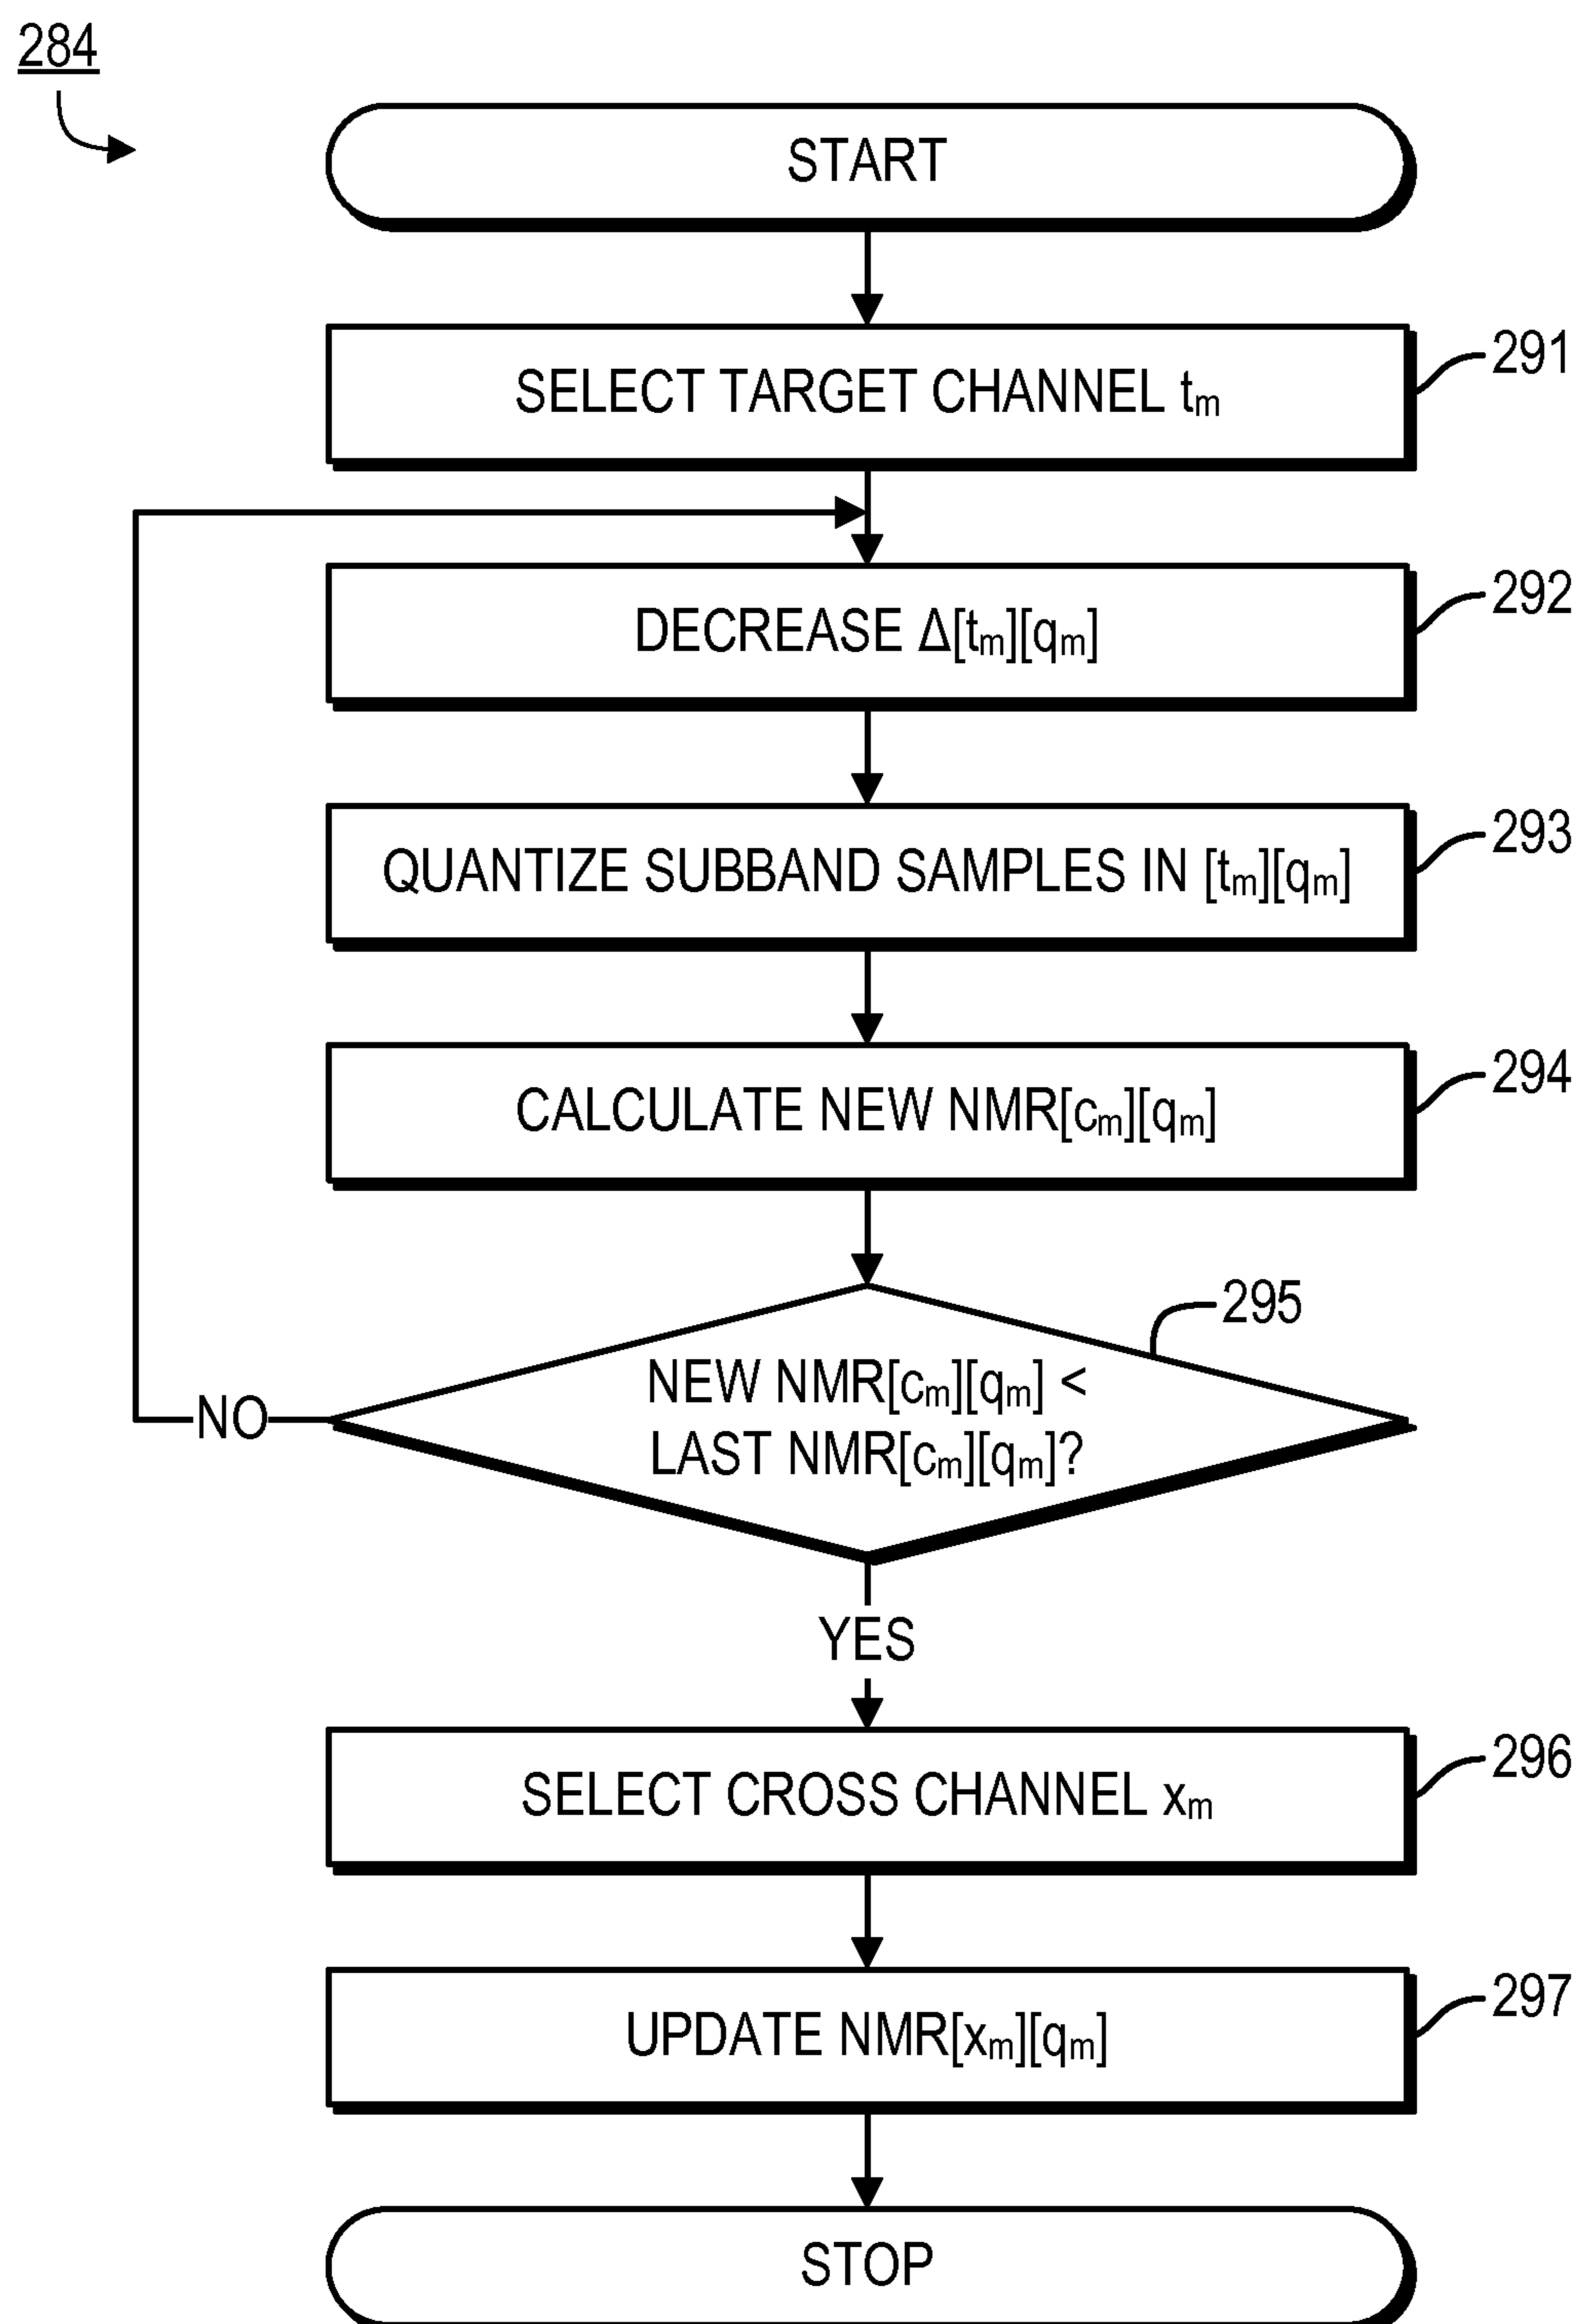 284
START
SELECT TARGET CHANNEL tₘ
291
DECREASE Δ[tₘ][qₘ]
292
QUANTIZE SUBBAND SAMPLES IN [tₘ][qₘ]
293
CALCULATE NEW NMR[cₘ][qₘ]
294
295
NEW NMR[cₘ][qₘ] <
LAST NMR[cₘ][qₘ]?
NO
YES
SELECT CROSS CHANNEL xₘ
296
UPDATE NMR[xₘ][qₘ]
297
STOP